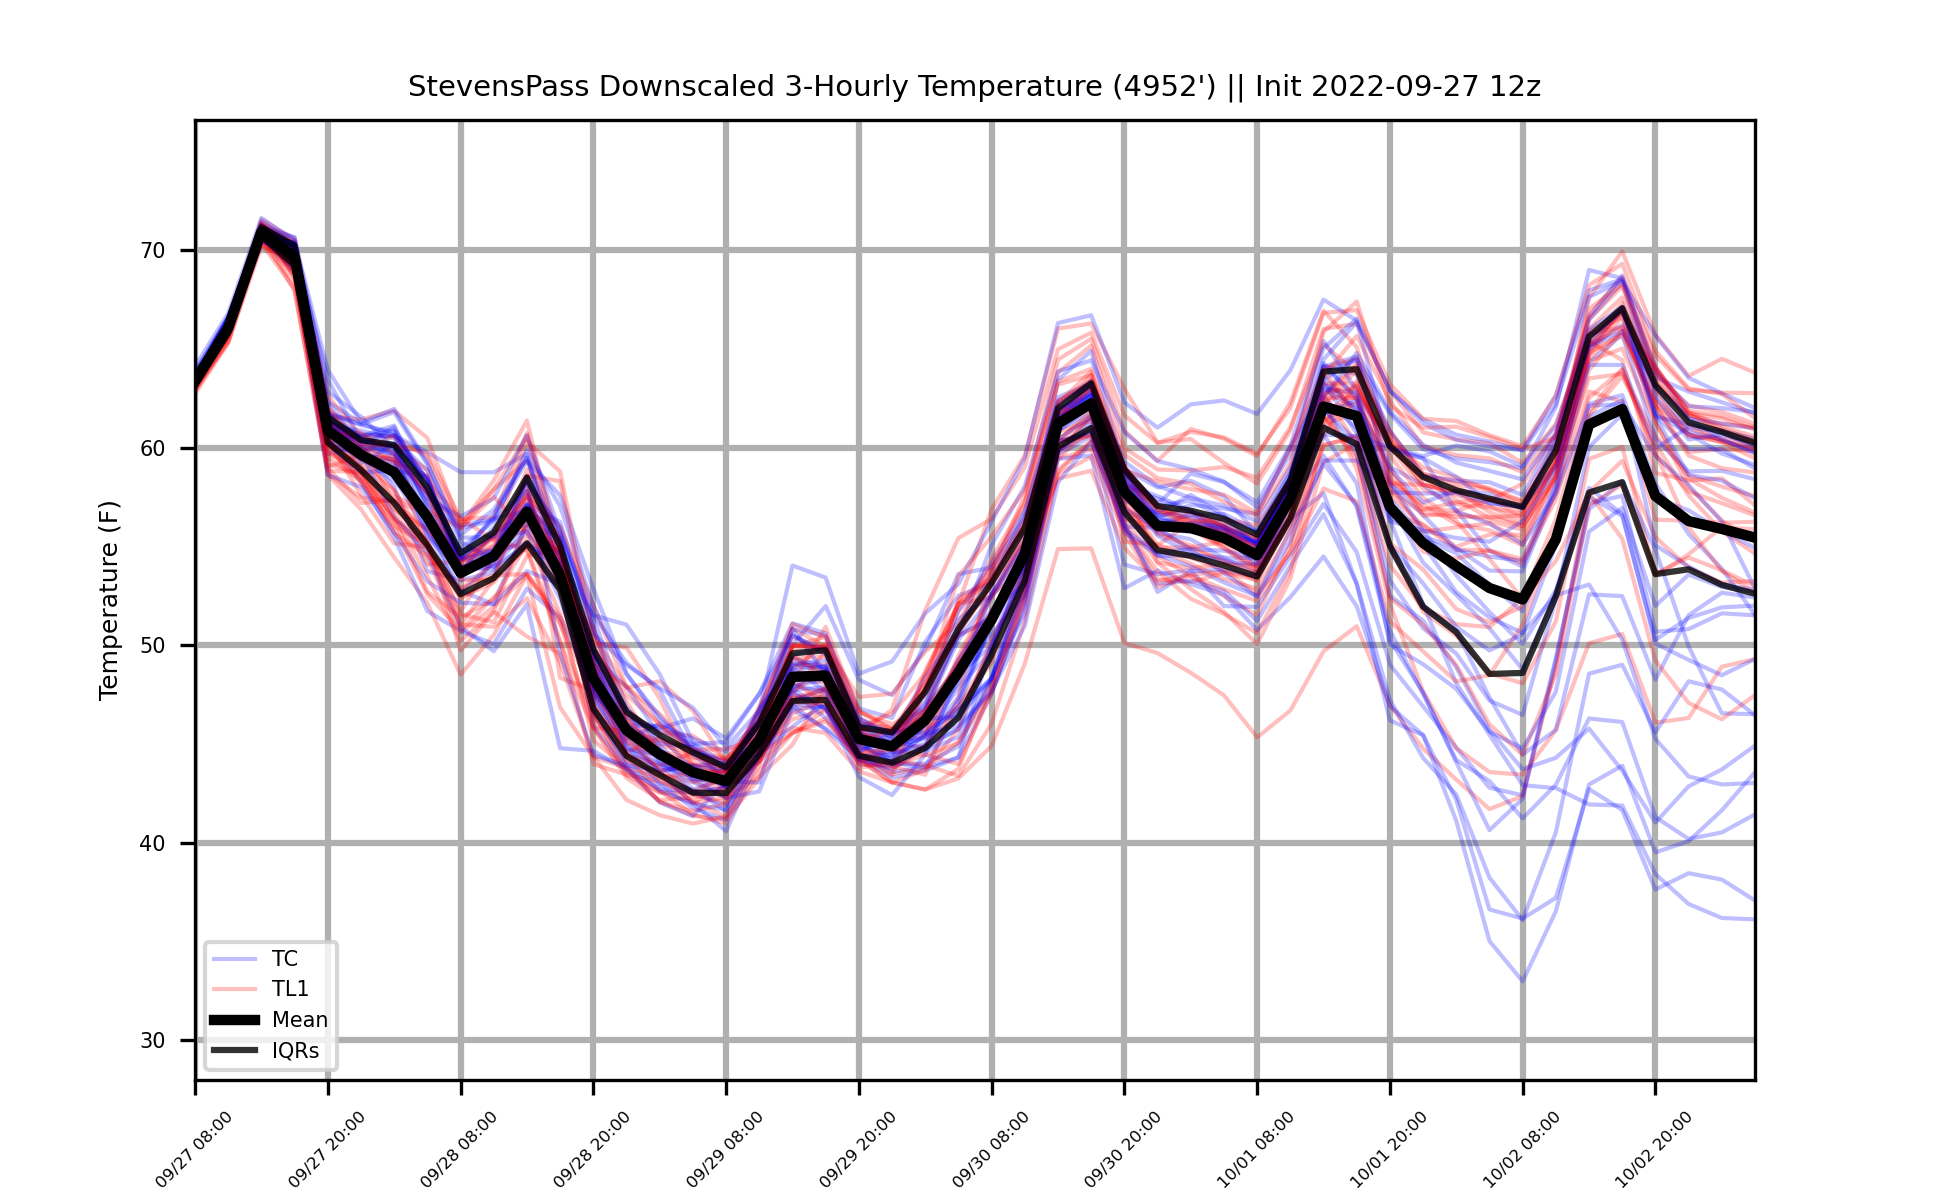 StevensPass Downscaled 3-Hourly Temperature (4952') || Init 2022-09-27 12z
Temperature (F)
70
60
50
40
30
TC
TL1
Mean
IQRs
09/27 08:00
09/27 20:00
09/28 08:00
09/28 20:00
09/29 08:00
09/29 20:00
09/30 08:00
09/30 20:00
10/01 08:00
10/01 20:00
10/02 08:00
10/02 20:00